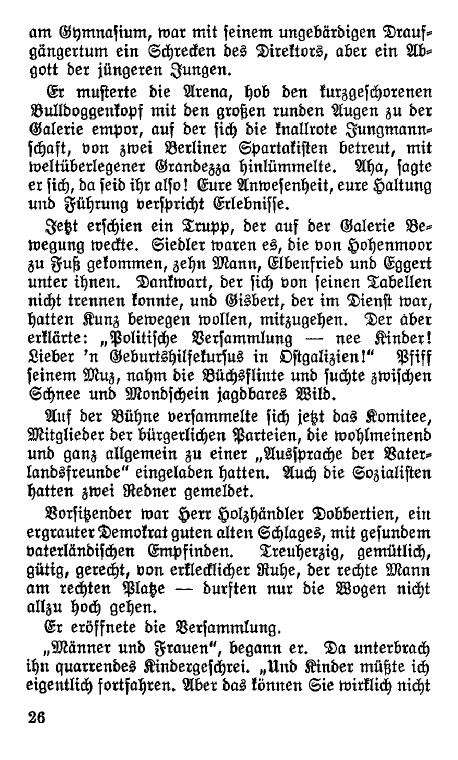 am Gymnasium, war mit seinem ungebärdigen Drauf-
gängertum ein Schrecken des Direktors, aber ein Ab-
gott der jüngeren Jungen.
Er musterte die Arena, hob den kurzgeschorenen
Bulldoggenkopf mit den großen runden Augen zu der
Galerie empor, auf der sich die knallrote Jungmann-
schaft, von zwei Berliner Spartakisten betreut, mit
weltüberlegener Grandezza hinlümmelte. Aha, sagte
er sich, da seid ihr also! Eure Anwesenheit, eure Haltung
und Führung verspricht Erlebnisse.
Jetzt erschien ein Trupp, der auf der Galerie Be-
wegung weckte. Siedler waren es, die von Hohenmoor
zu Fuß gekommen, zehn Mann, Elbenfried und Eggert
unter ihnen. Dankwart, der sich von seinen Tabellen
nicht trennen konnte, und Gisbert, der im Dienst war,
hatten Kunz bewegen wollen, mitzugehen. Der aber
erklärte: „Politische Versammlung — nee Kinder!
Lieber 'n Geburtshilfekursus in Ostgalizien!“ Pfiff
seinem Muz, nahm die Büchsflinte und suchte zwischen
Schnee und Mondschein jagdbares Wild.
Auf der Bühne versammelte sich jetzt das Komitee,
Mitglieder der bürgerlichen Parteien, die wohlmeinend
und ganz allgemein zu einer „Aussprache der Vater-
landsfreunde“ eingeladen hatten. Auch die Sozialisten
hatten zwei Redner gemeldet.
Vorsitzender war Herr Holzhändler Dobbertien, ein
ergrauter Demokrat guten alten Schlages, mit gesundem
vaterländischen Empfinden. Treuherzig, gemütlich,
gütig, gerecht, von erklecklicher Ruhe, der rechte Mann
am rechten Platze — durften nur die Wogen nicht
allzu hoch gehen.
Er eröffnete die Versammlung.
„Männer und Frauen“, begann er. Da unterbrach
ihn quarrendes Kindergeschrei. „Und Kinder müßte ich
eigentlich fortfahren. Aber das können Sie wirklich nicht
26